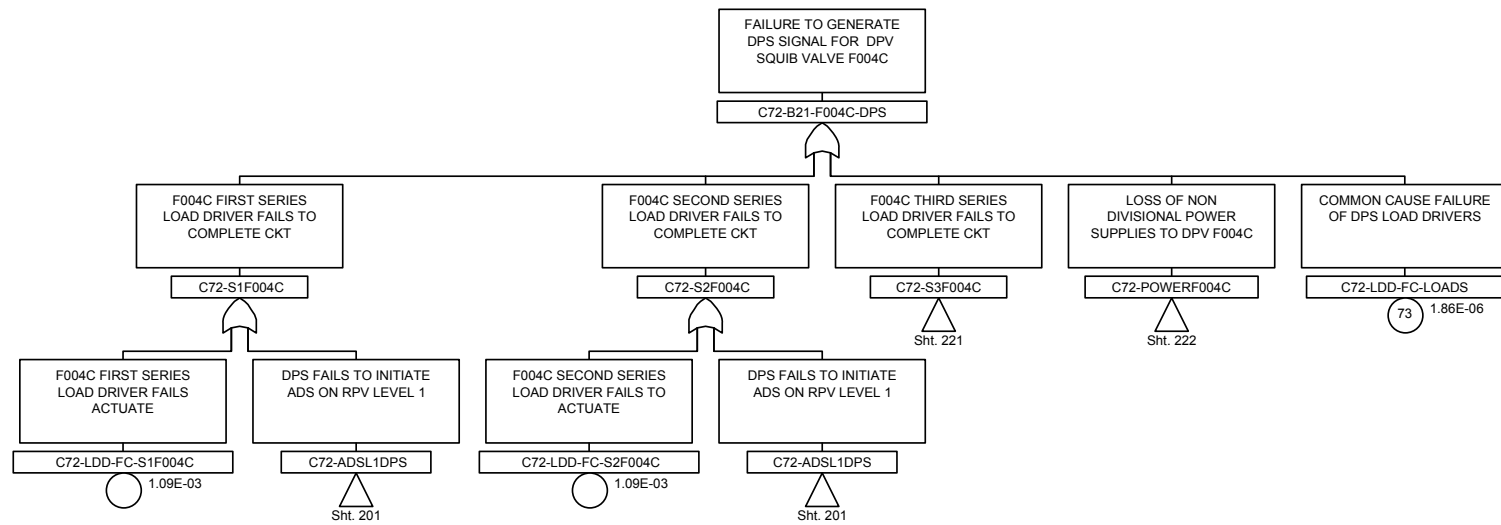 FAILURE TO GENERATE
DPS SIGNAL FOR DPV
SQUIB VALVE F004C
C72-B21-F004C-DPS
F004C FIRST SERIES
LOAD DRIVER FAILS TO
COMPLETE CKT
C72-S1F004C
F004C SECOND SERIES
LOAD DRIVER FAILS TO
COMPLETE CKT
C72-S2F004C
F004C THIRD SERIES
LOAD DRIVER FAILS TO
COMPLETE CKT
C72-S3F004C
Sht. 221
LOSS OF NON
DIVISIONAL POWER
SUPPLIES TO DPV F004C
C72-POWERF004C
Sht. 222
COMMON CAUSE FAILURE
OF DPS LOAD DRIVERS
C72-LDD-FC-LOADS
73
1.86E-06
F004C FIRST SERIES
LOAD DRIVER FAILS
ACTUATE
C72-LDD-FC-S1F004C
1.09E-03
DPS FAILS TO INITIATE
ADS ON RPV LEVEL 1
C72-ADSL1DPS
Sht. 201
F004C SECOND SERIES
LOAD DRIVER FAILS TO
ACTUATE
C72-LDD-FC-S2F004C
1.09E-03
DPS FAILS TO INITIATE
ADS ON RPV LEVEL 1
C72-ADSL1DPS
Sht. 201